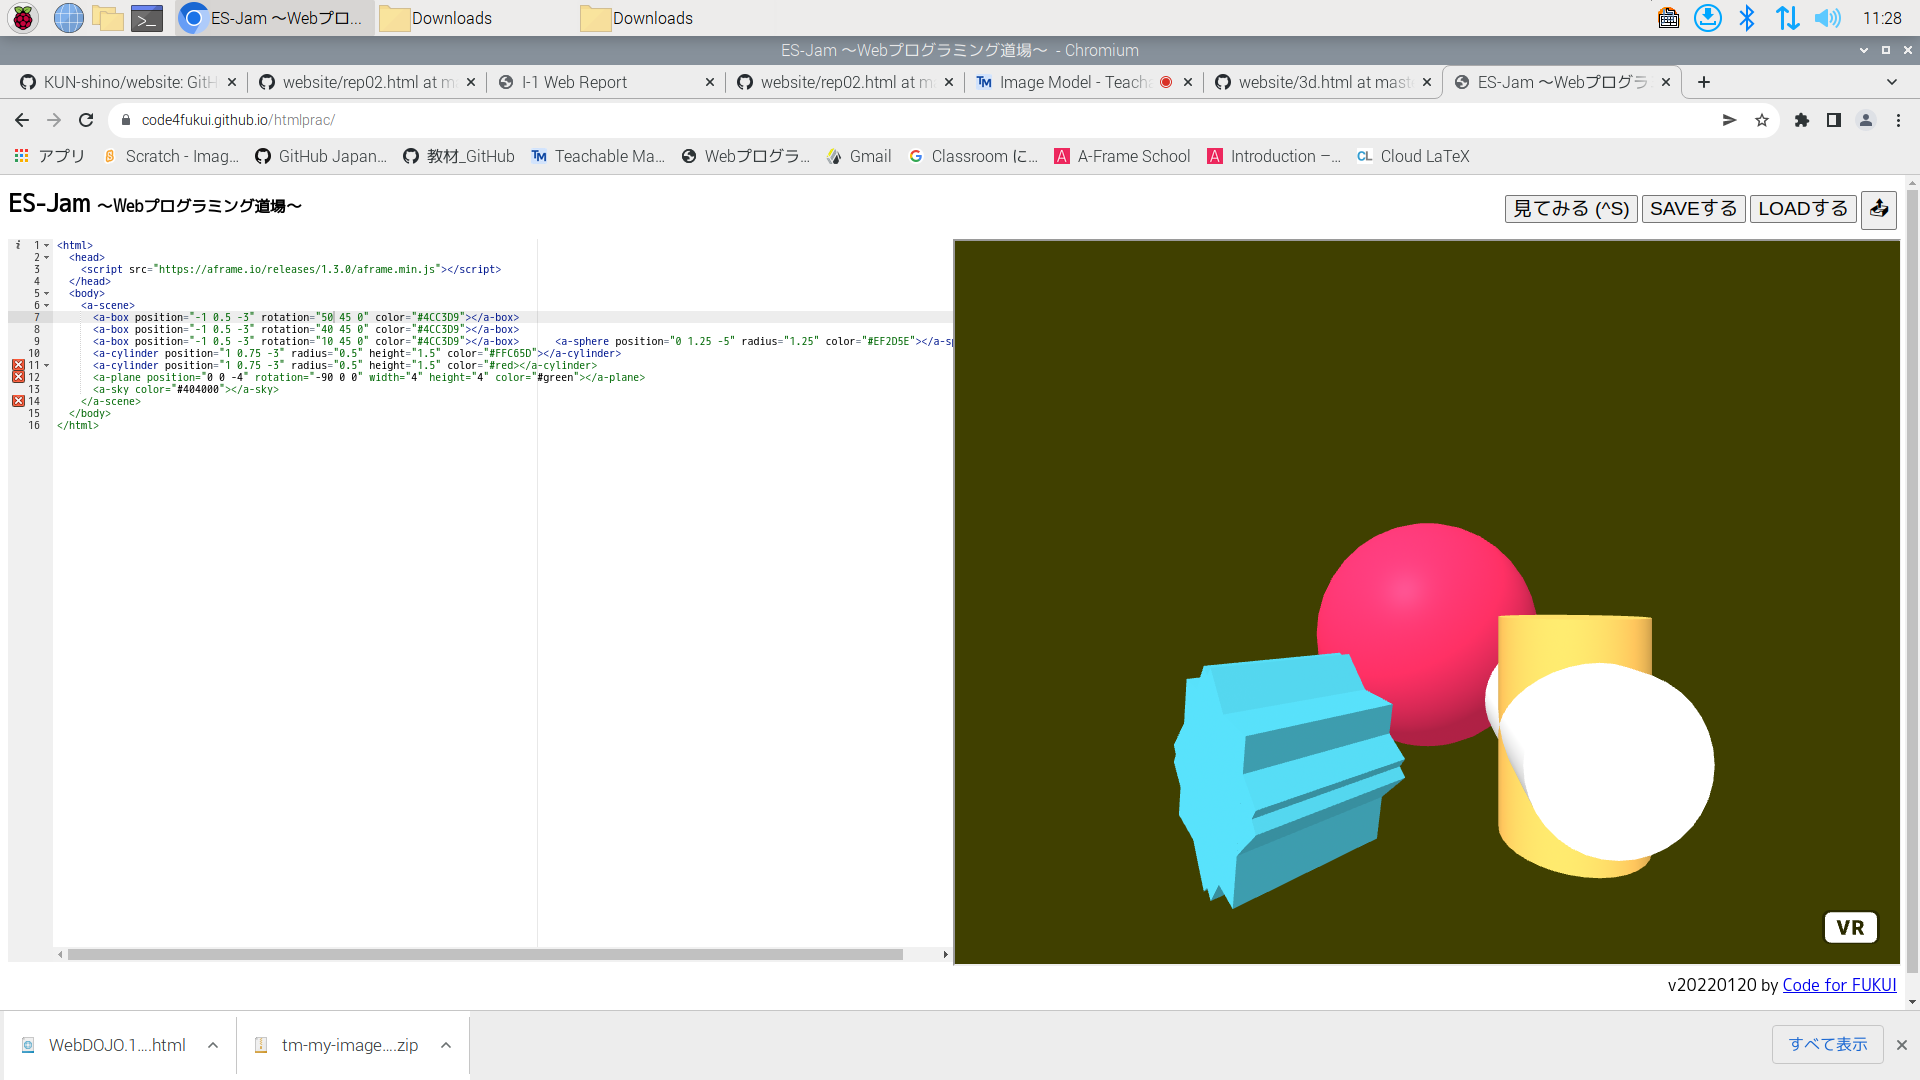 ES-Jam 〜Webプロ...
Downloads
Downloads
11:28
ES-Jam 〜Webプログラミング道場〜 - Chromium
KUN-shino/website: GitH
website/rep02.html at m
I-1 Web Report
website/rep02.html at m
Image Model - Teacha
website/3d.html at mast
ES-Jam 〜Webプログラ
code4fukui.github.io/htmlprac/
アプリ
Scratch - Imag...
GitHub Japan...
教材_GitHub
Teachable Ma...
Webプログラ...
Gmail
Classroom に...
A-Frame School
Introduction –...
CL Cloud LaTeX
ES-Jam 〜Webプログラミング道場〜
見てみる (^S)
SAVEする
LOADする
1 <html>
2 <head>
3 <script src="https://aframe.io/releases/1.3.0/aframe.min.js"></script>
4 </head>
5 <body>
6 <a-scene>
7 <a-box position="-1 0.5 -3" rotation="50 45 0" color="#4CC3D9"></a-box>
8 <a-box position="-1 0.5 -3" rotation="40 45 0" color="#4CC3D9"></a-box>
9 <a-box position="-1 0.5 -3" rotation="10 45 0" color="#4CC3D9"></a-box> <a-sphere position="0 1.25 -5" radius="1.25" color="#EF2D5E"></a-s
10 <a-cylinder position="1 0.75 -3" radius="0.5" height="1.5" color="#FFC65D"></a-cylinder>
11 <a-cylinder position="1 0.75 -3" radius="0.5" height="1.5" color="#red></a-cylinder>
12 <a-plane position="0 0 -4" rotation="-90 0 0" width="4" height="4" color="#green"></a-plane>
13 <a-sky color="#404000"></a-sky>
14 </a-scene>
15 </body>
16 </html>
VR
v20220120 by Code for FUKUI
WebDOJO.1....html
tm-my-image....zip
すべて表示